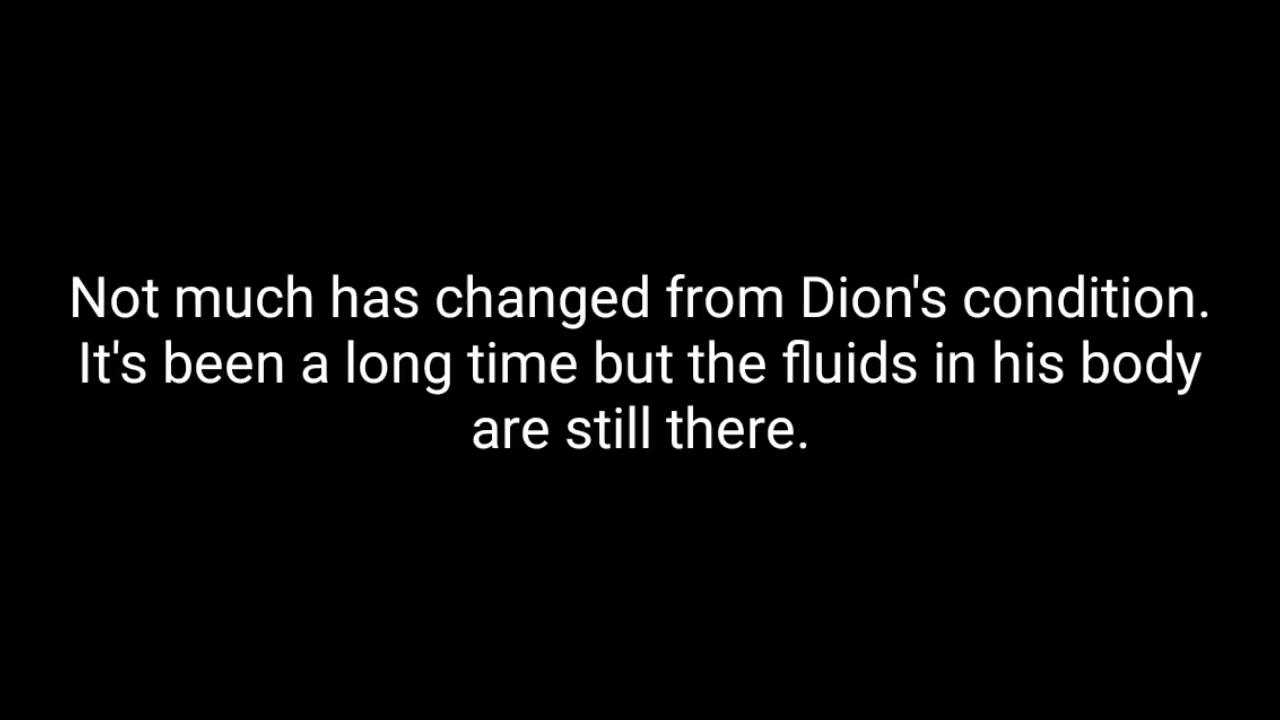 Not much has changed from Dion's condition.
It's been a long time but the fluids in his body
are still there.